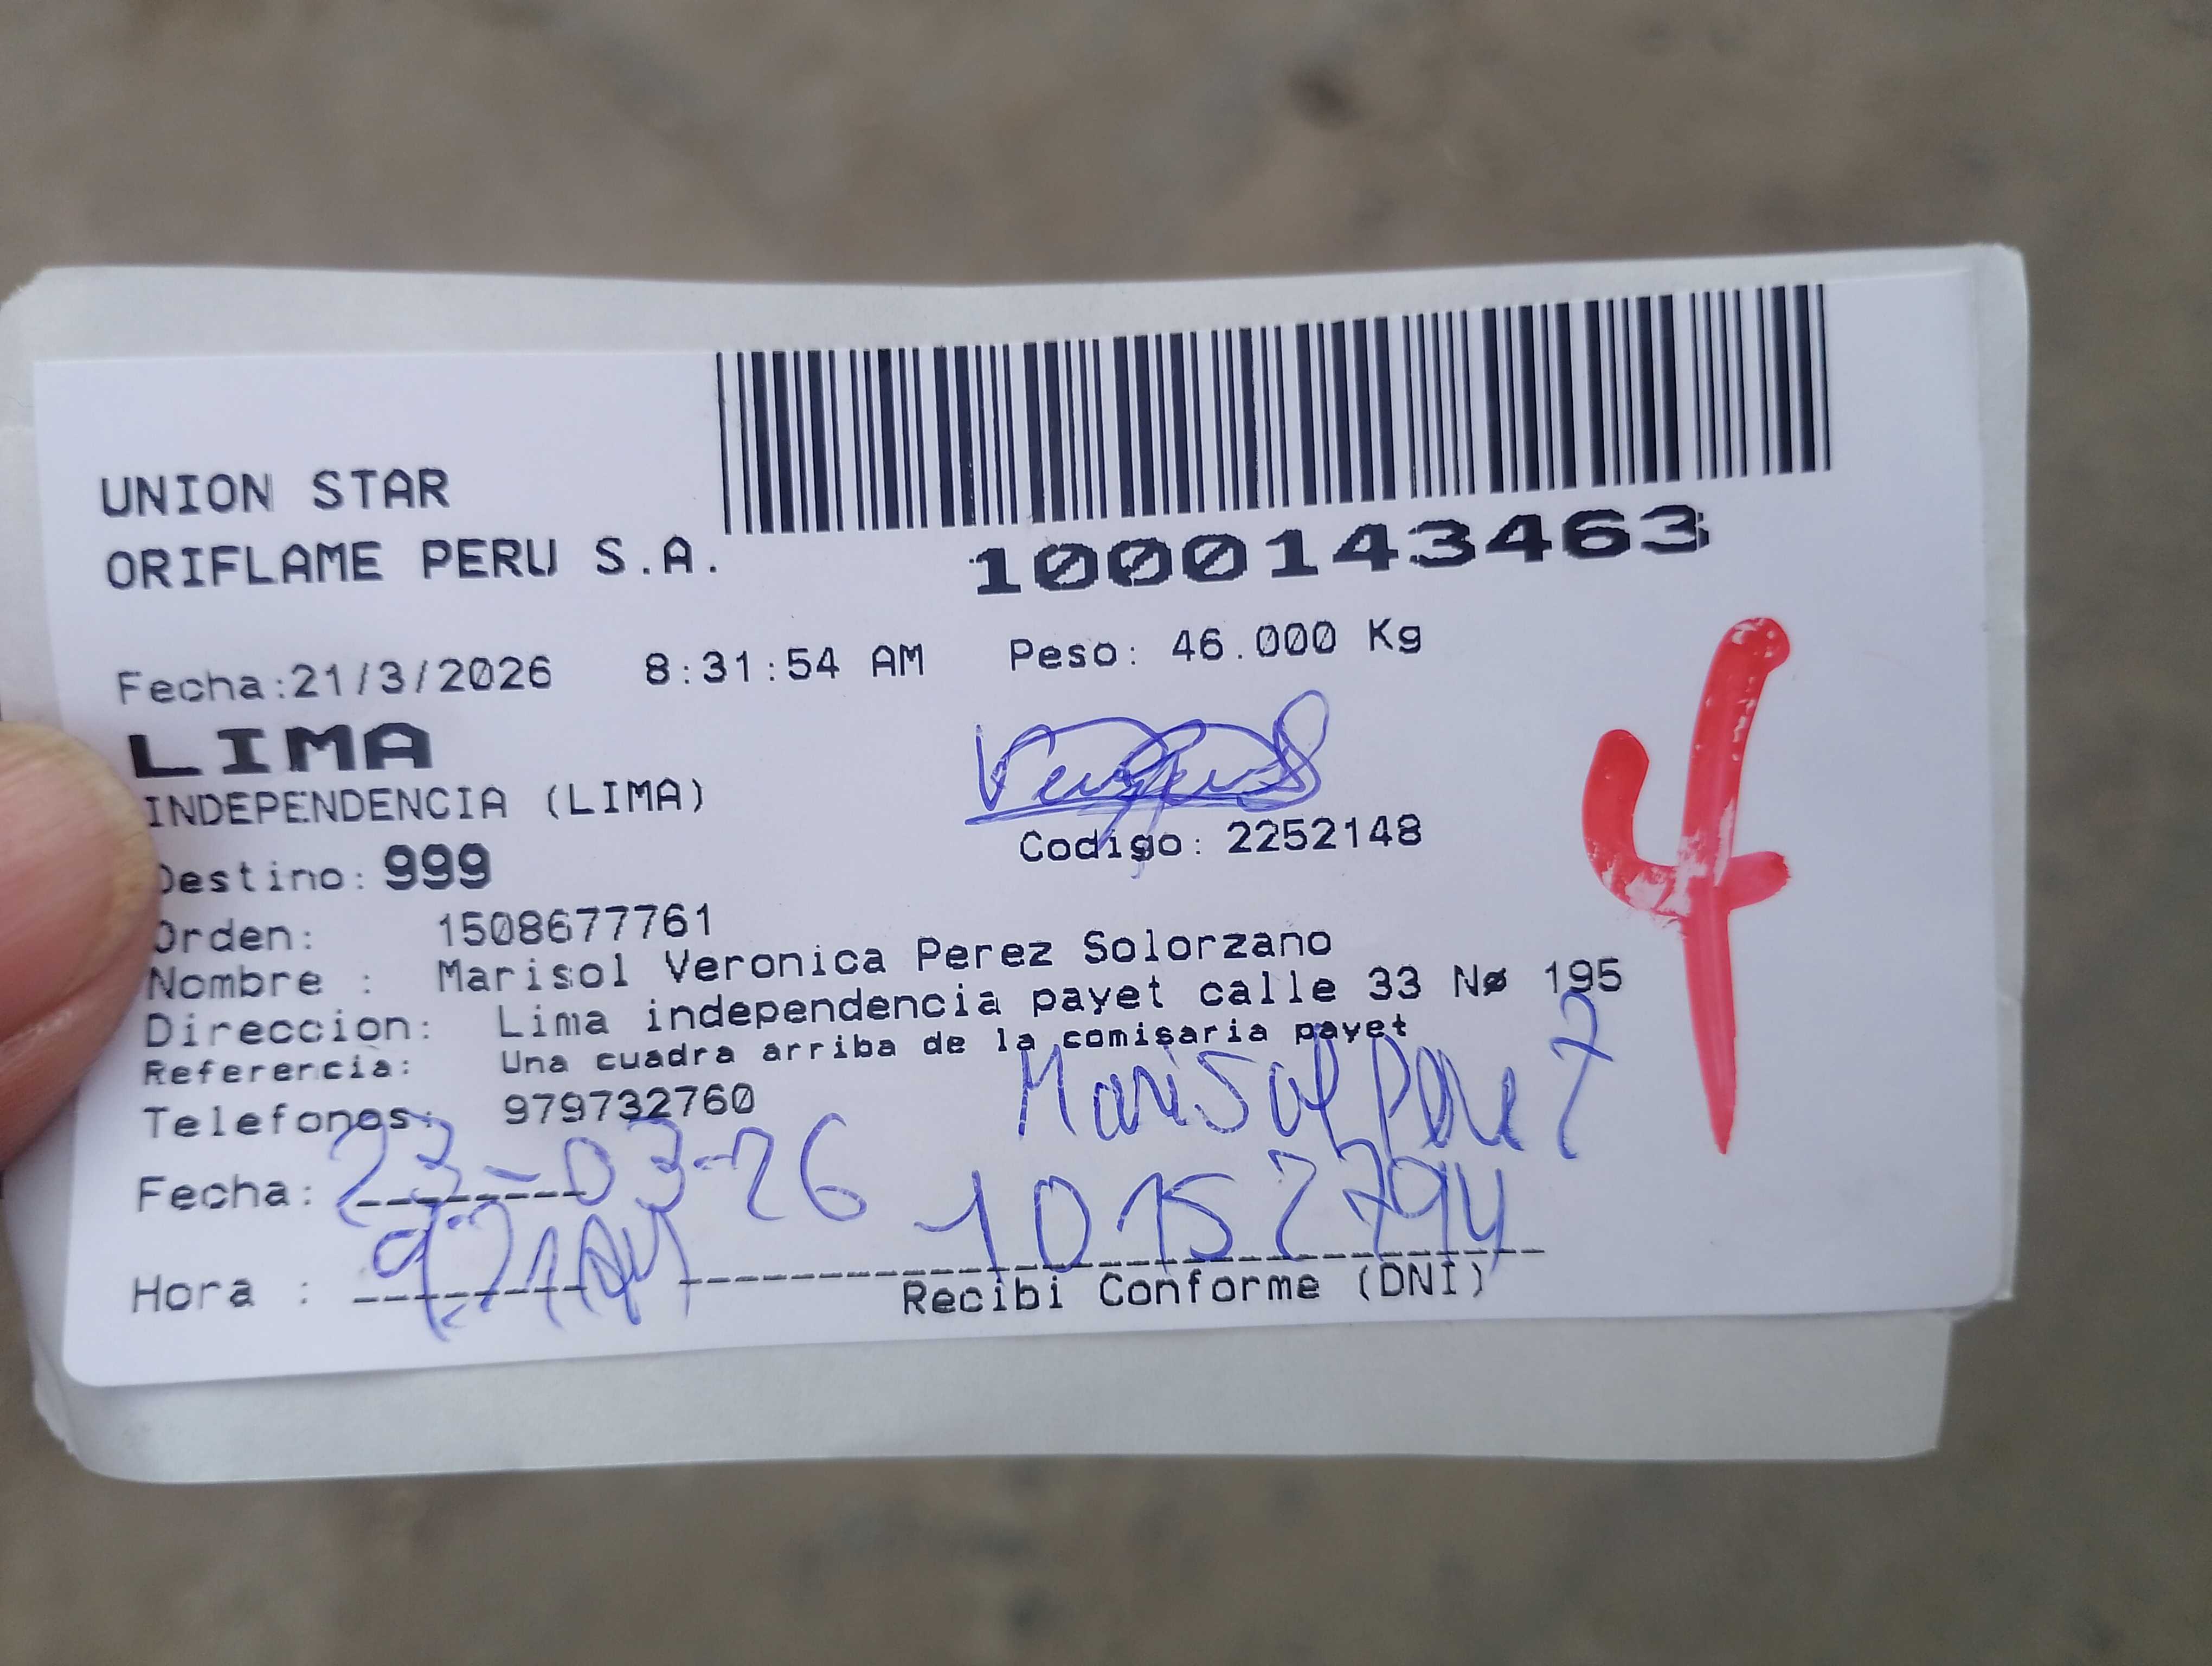 UNION STAR
ORIFLAME PERU S.A.
1000143463
Fecha:21/3/2026 8:31:54 AM Peso: 46.000 Kg
LIMA
INDEPENDENCIA (LIMA)
Destino: 999 Codigo: 2252148
4
Orden: 1508677761
Nombre : Marisol Veronica Perez Solorzano
Direccion: Lima independencia payet calle 33 Nø 195
Referencia: Una cuadra arriba de la comisaria payet
Telefonos: 979732760
Marisol Perez
Fecha: 23-03-26
10152794
Hora : 9:21AM
Recibi Conforme (DNI)